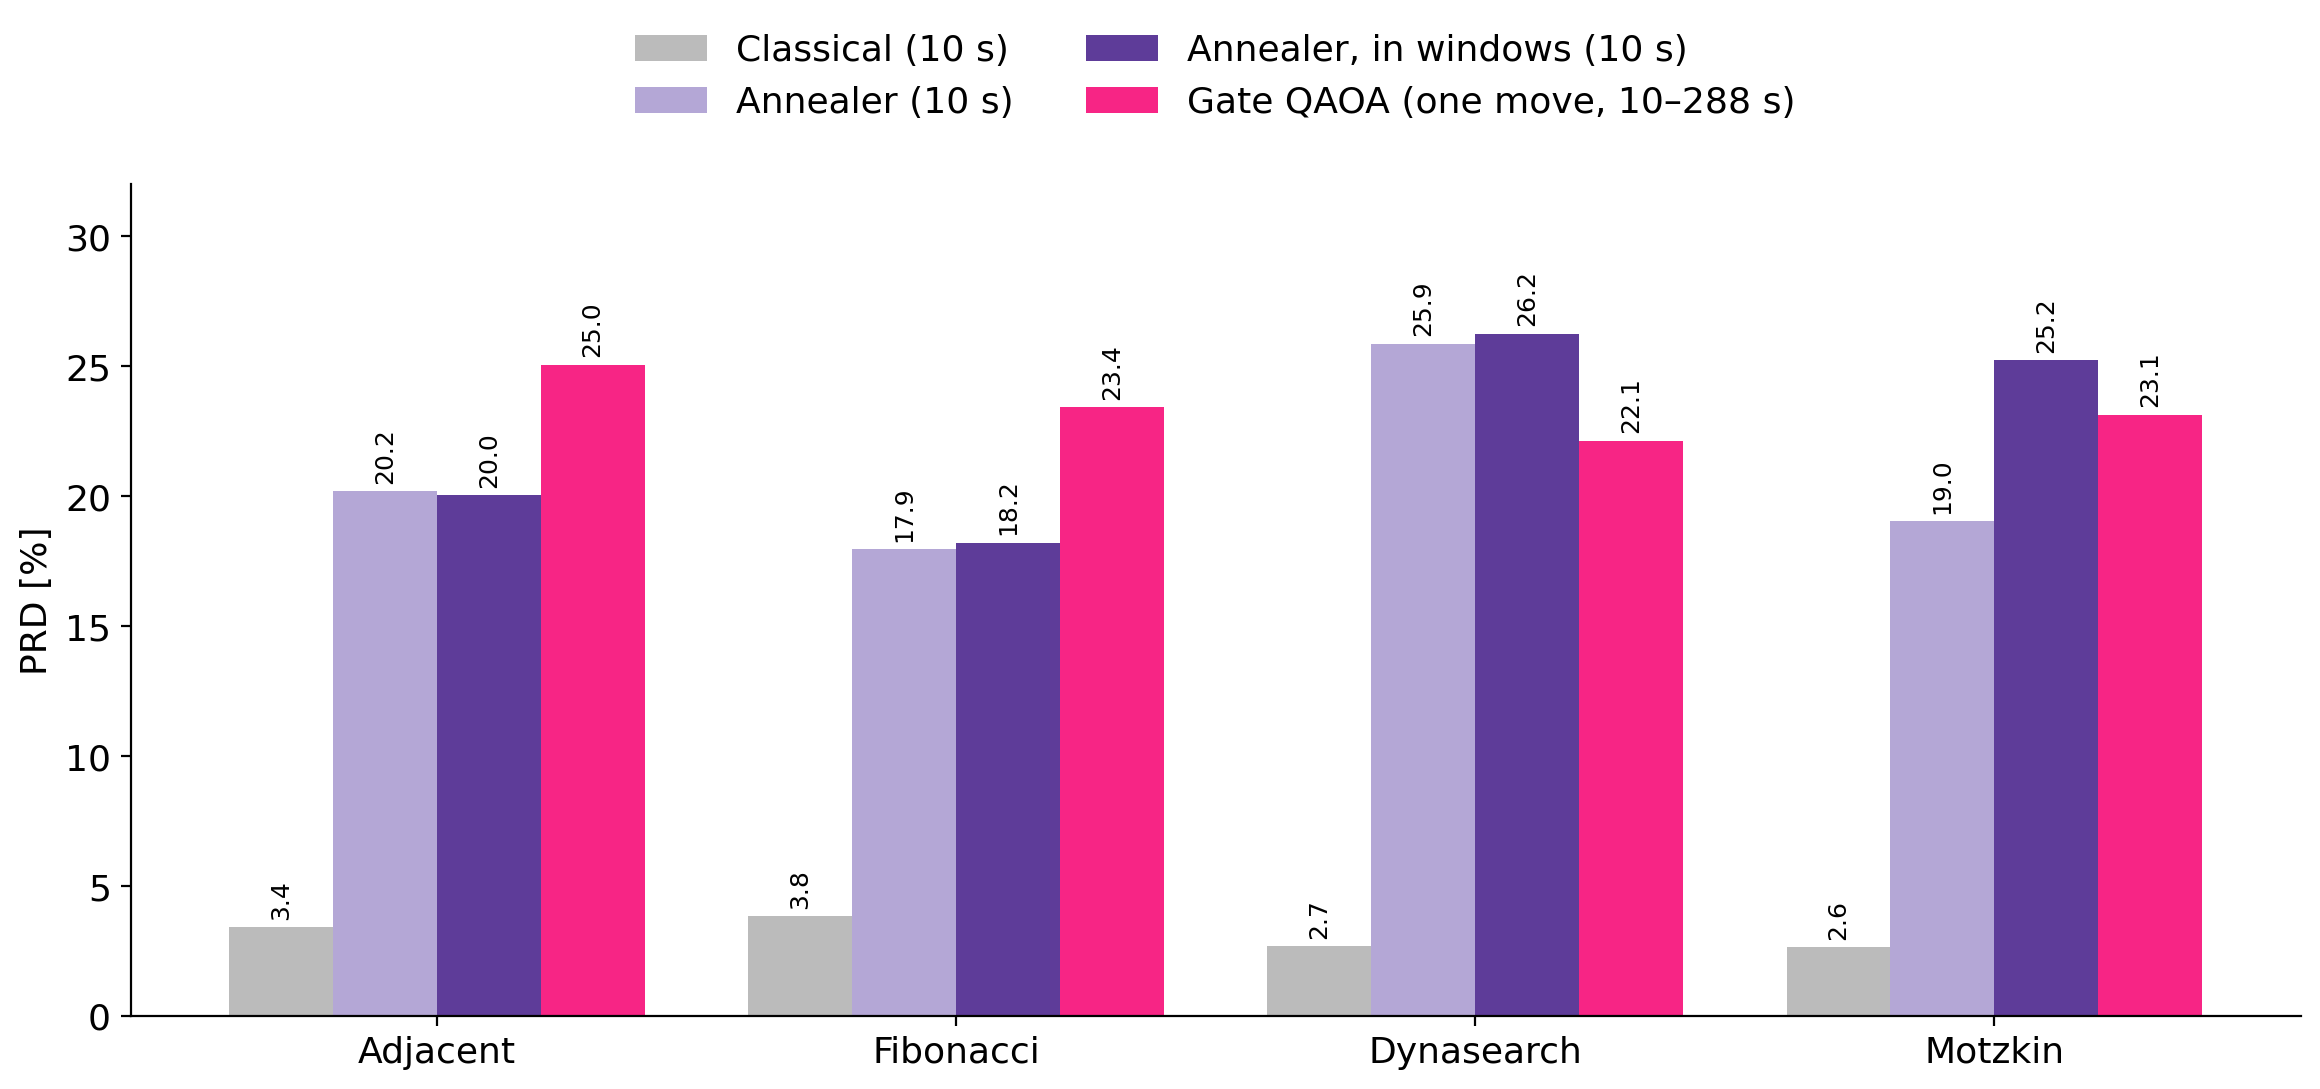 Classical (10 s)
Annealer (10 s)
Annealer, in windows (10 s)
Gate QAOA (one move, 10–288 s)
PRD [%]
30
25
20
15
10
5
0
3.4
20.2
20.0
25.0
3.8
17.9
18.2
23.4
2.7
25.9
26.2
22.1
2.6
19.0
25.2
23.1
Adjacent
Fibonacci
Dynasearch
Motzkin